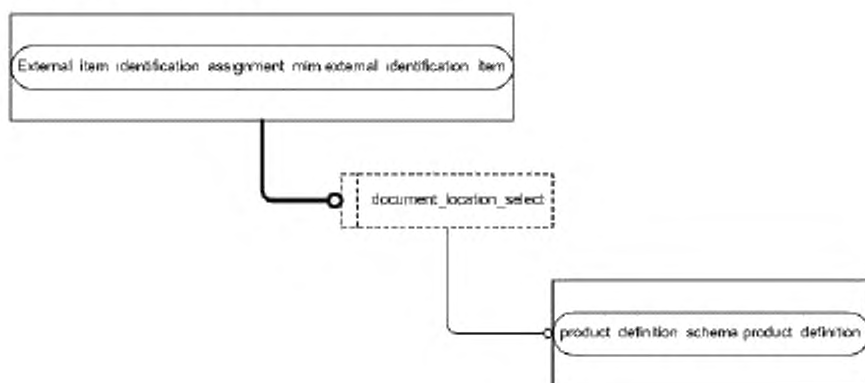 External item identification assignment mim.external identification item
document_location_select
product definition schema.product definition